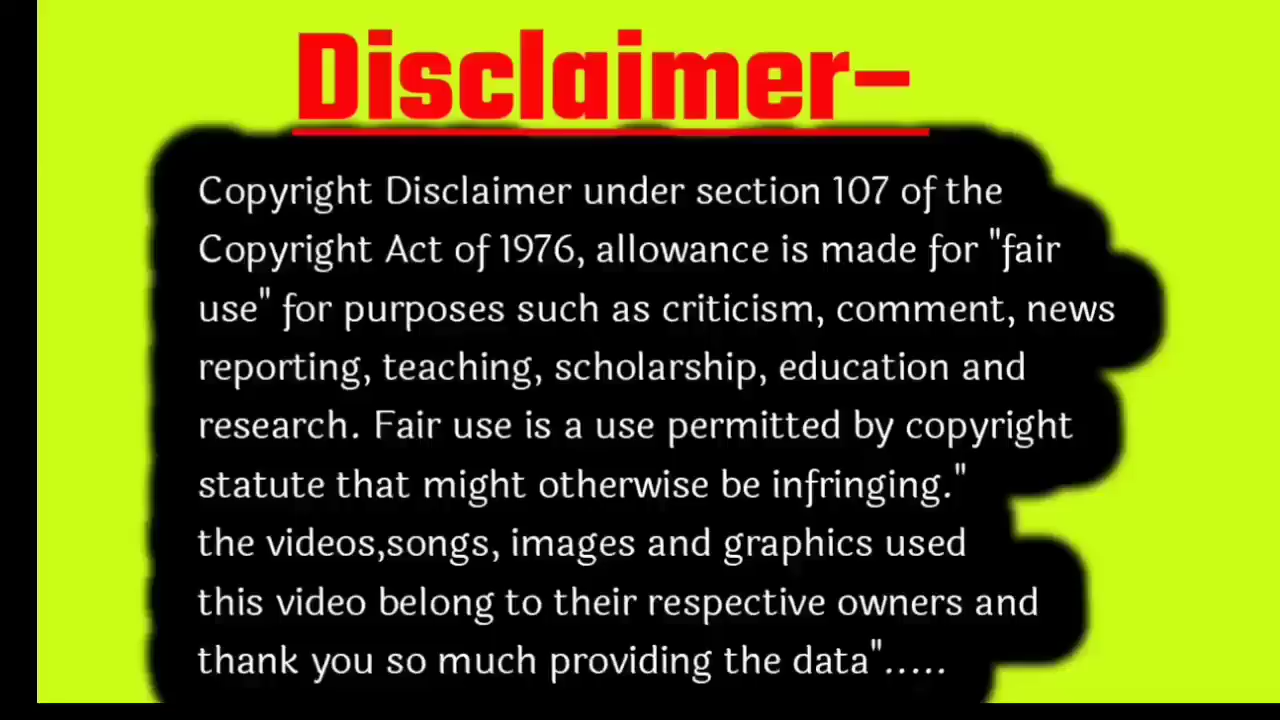 Disclaimer-
Copyright Disclaimer under section 107 of the
Copyright Act of 1976, allowance is made for "fair
use" for purposes such as criticism, comment, news
reporting, teaching, scholarship, education and
research. Fair use is a use permitted by copyright
statute that might otherwise be infringing."
the videos,songs, images and graphics used
this video belong to their respective owners and
thank you so much providing the data".....